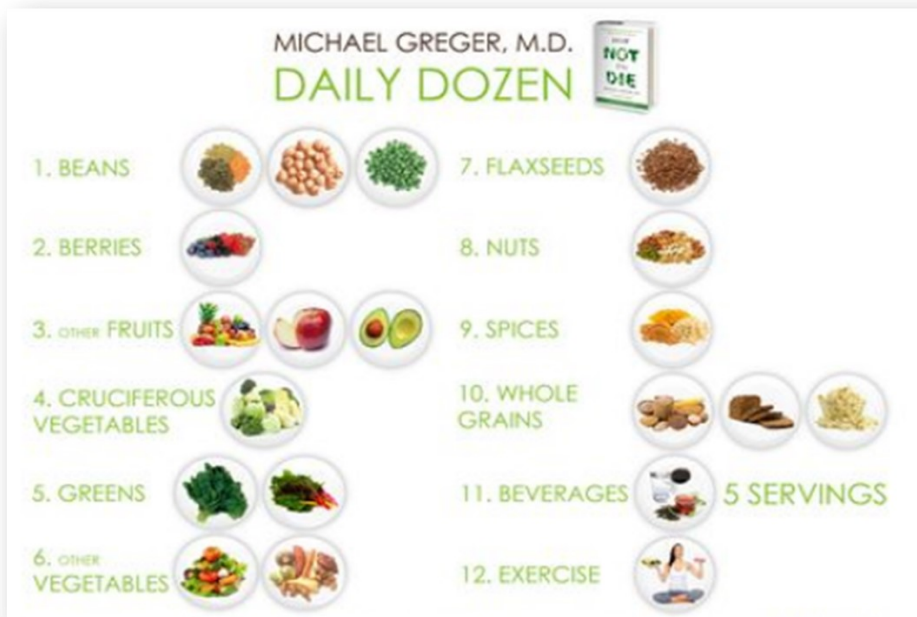 MICHAEL GREGER, M.D.
DAILY DOZEN
NOT
DIE
1. BEANS
2. BERRIES
3. OTHER FRUITS
4. CRUCIFEROUS
VEGETABLES
5. GREENS
6. OTHER
VEGETABLES
7. FLAXSEEDS
8. NUTS
9. SPICES
10. WHOLE
GRAINS
11. BEVERAGES 5 SERVINGS
12. EXERCISE